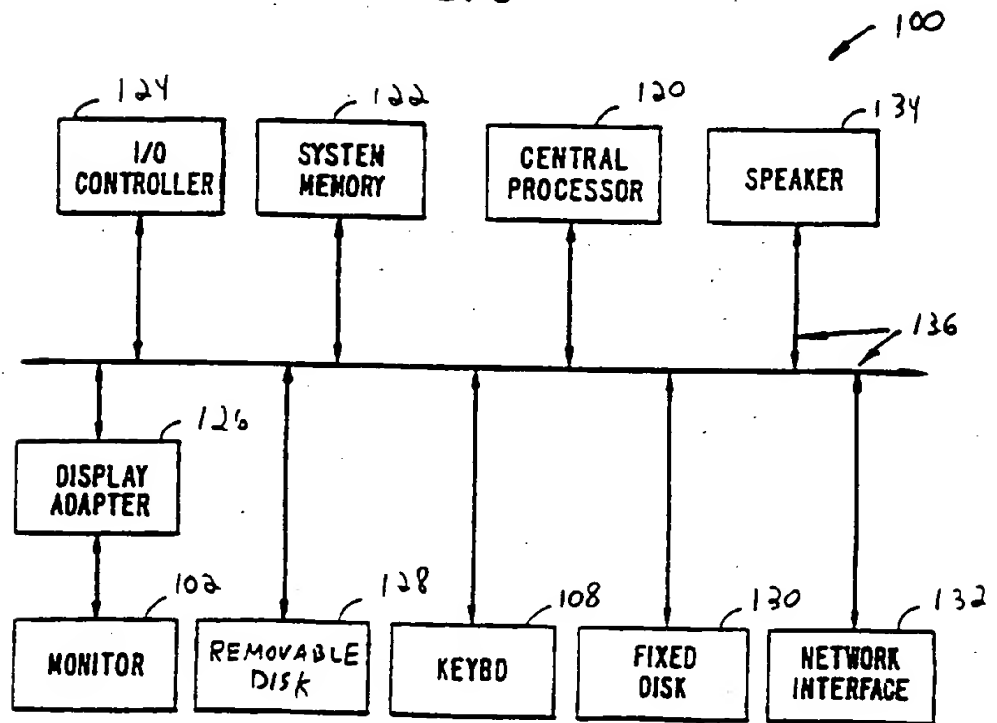 100
124
122
120
134
I/O
CONTROLLER
SYSTEM
MEMORY
CENTRAL
PROCESSOR
SPEAKER
136
126
DISPLAY
ADAPTER
102
128
108
130
132
MONITOR
REMOVABLE
DISK
KEYBD
FIXED
DISK
NETWORK
INTERFACE